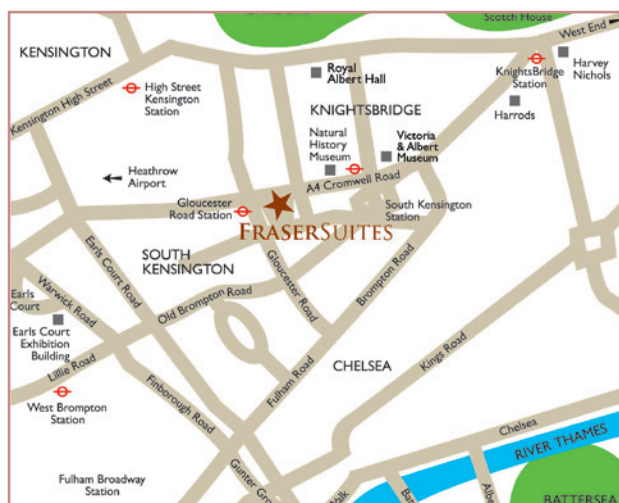 Scotch House
West End
KENSINGTON
Royal
Albert Hall
KnightsBridge
Station
Harvey
Nichols
High Street
Kensington
Station
Kensington High Street
KNIGHTSBRIDGE
Harrods
Natural
History
Museum
Victoria
& Albert
Museum
Heathrow
Airport
A4 Cromwell Road
Gloucester
Road Station
South Kensington
Station
FRASERSUITES
SOUTH
KENSINGTON
Earls Court Road
Gloucester Road
Brompton Road
Warwick Road
Old Brompton Road
Earls
Court
Earls Court
Exhibition
Building
Lillie Road
CHELSEA
Kings Road
Fulham Road
Finborough Road
West Brompton
Station
Chelsea
RIVER THAMES
Fulham Broadway
Station
Gunter Gro
BATTERSEA